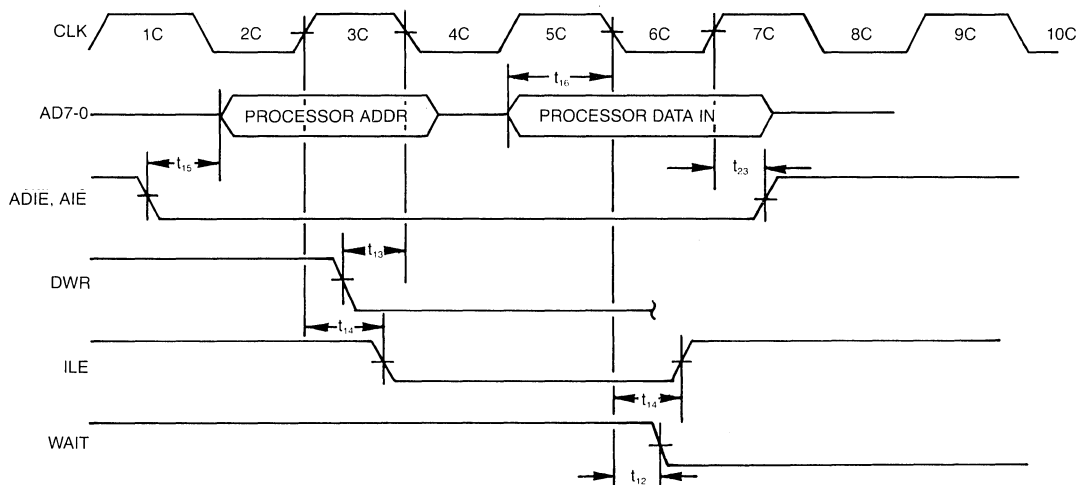 CLK 1C 2C 3C 4C 5C 6C 7C 8C 9C 10C
t16
AD7-0 PROCESSOR ADDR PROCESSOR DATA IN
t15 t23
ADIE, AIE
t13
DWR
t14
ILE
t14
WAIT
t12